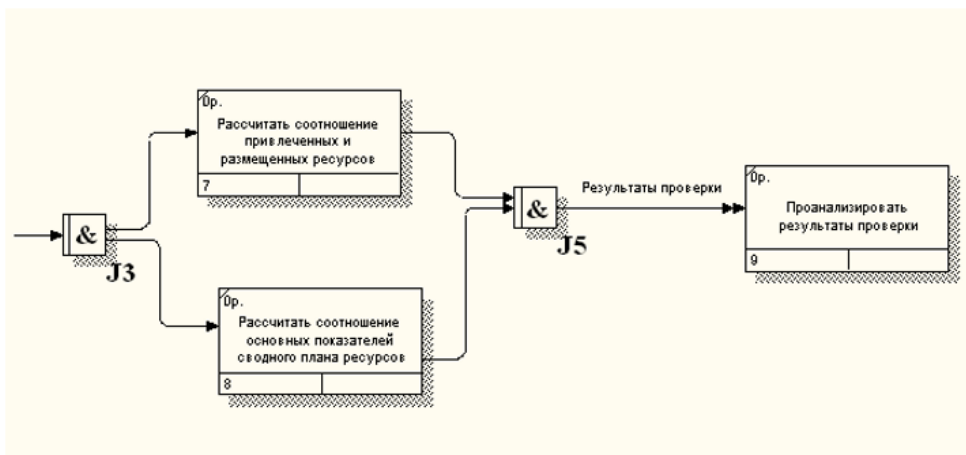 0р.
Рассчитать соотношение
привлеченных и
размещенных ресурсов
7
&
J3
0р.
Рассчитать соотношение
основных показателей
сводного плана ресурсов
8
&
J5
Результаты проверки
0р.
Проанализировать
результаты проверки
9